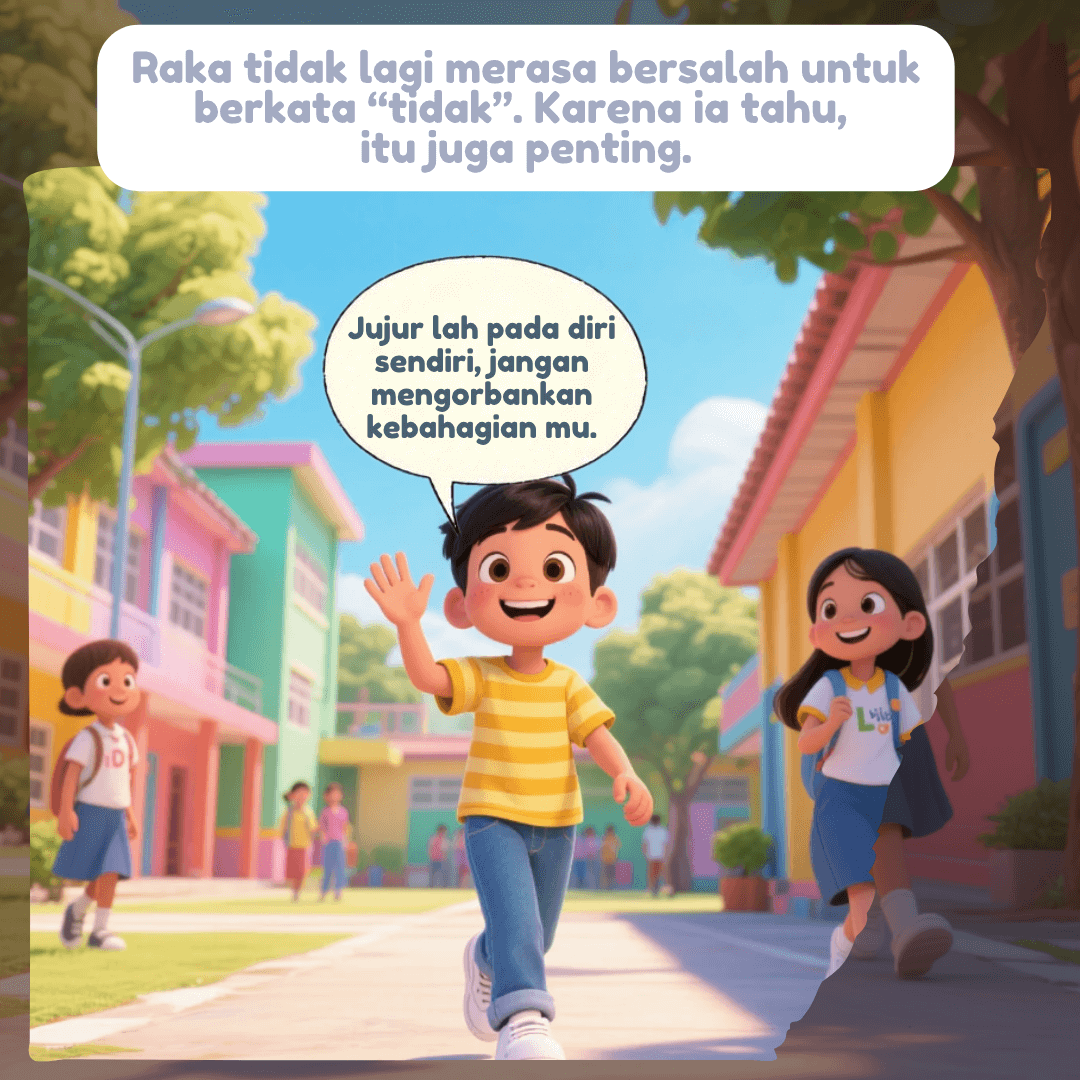 Raka tidak lagi merasa bersalah untuk
berkata “tidak”. Karena ia tahu,
itu juga penting.
Jujur lah pada diri
sendiri, jangan
mengorbankan
kebahagian mu.